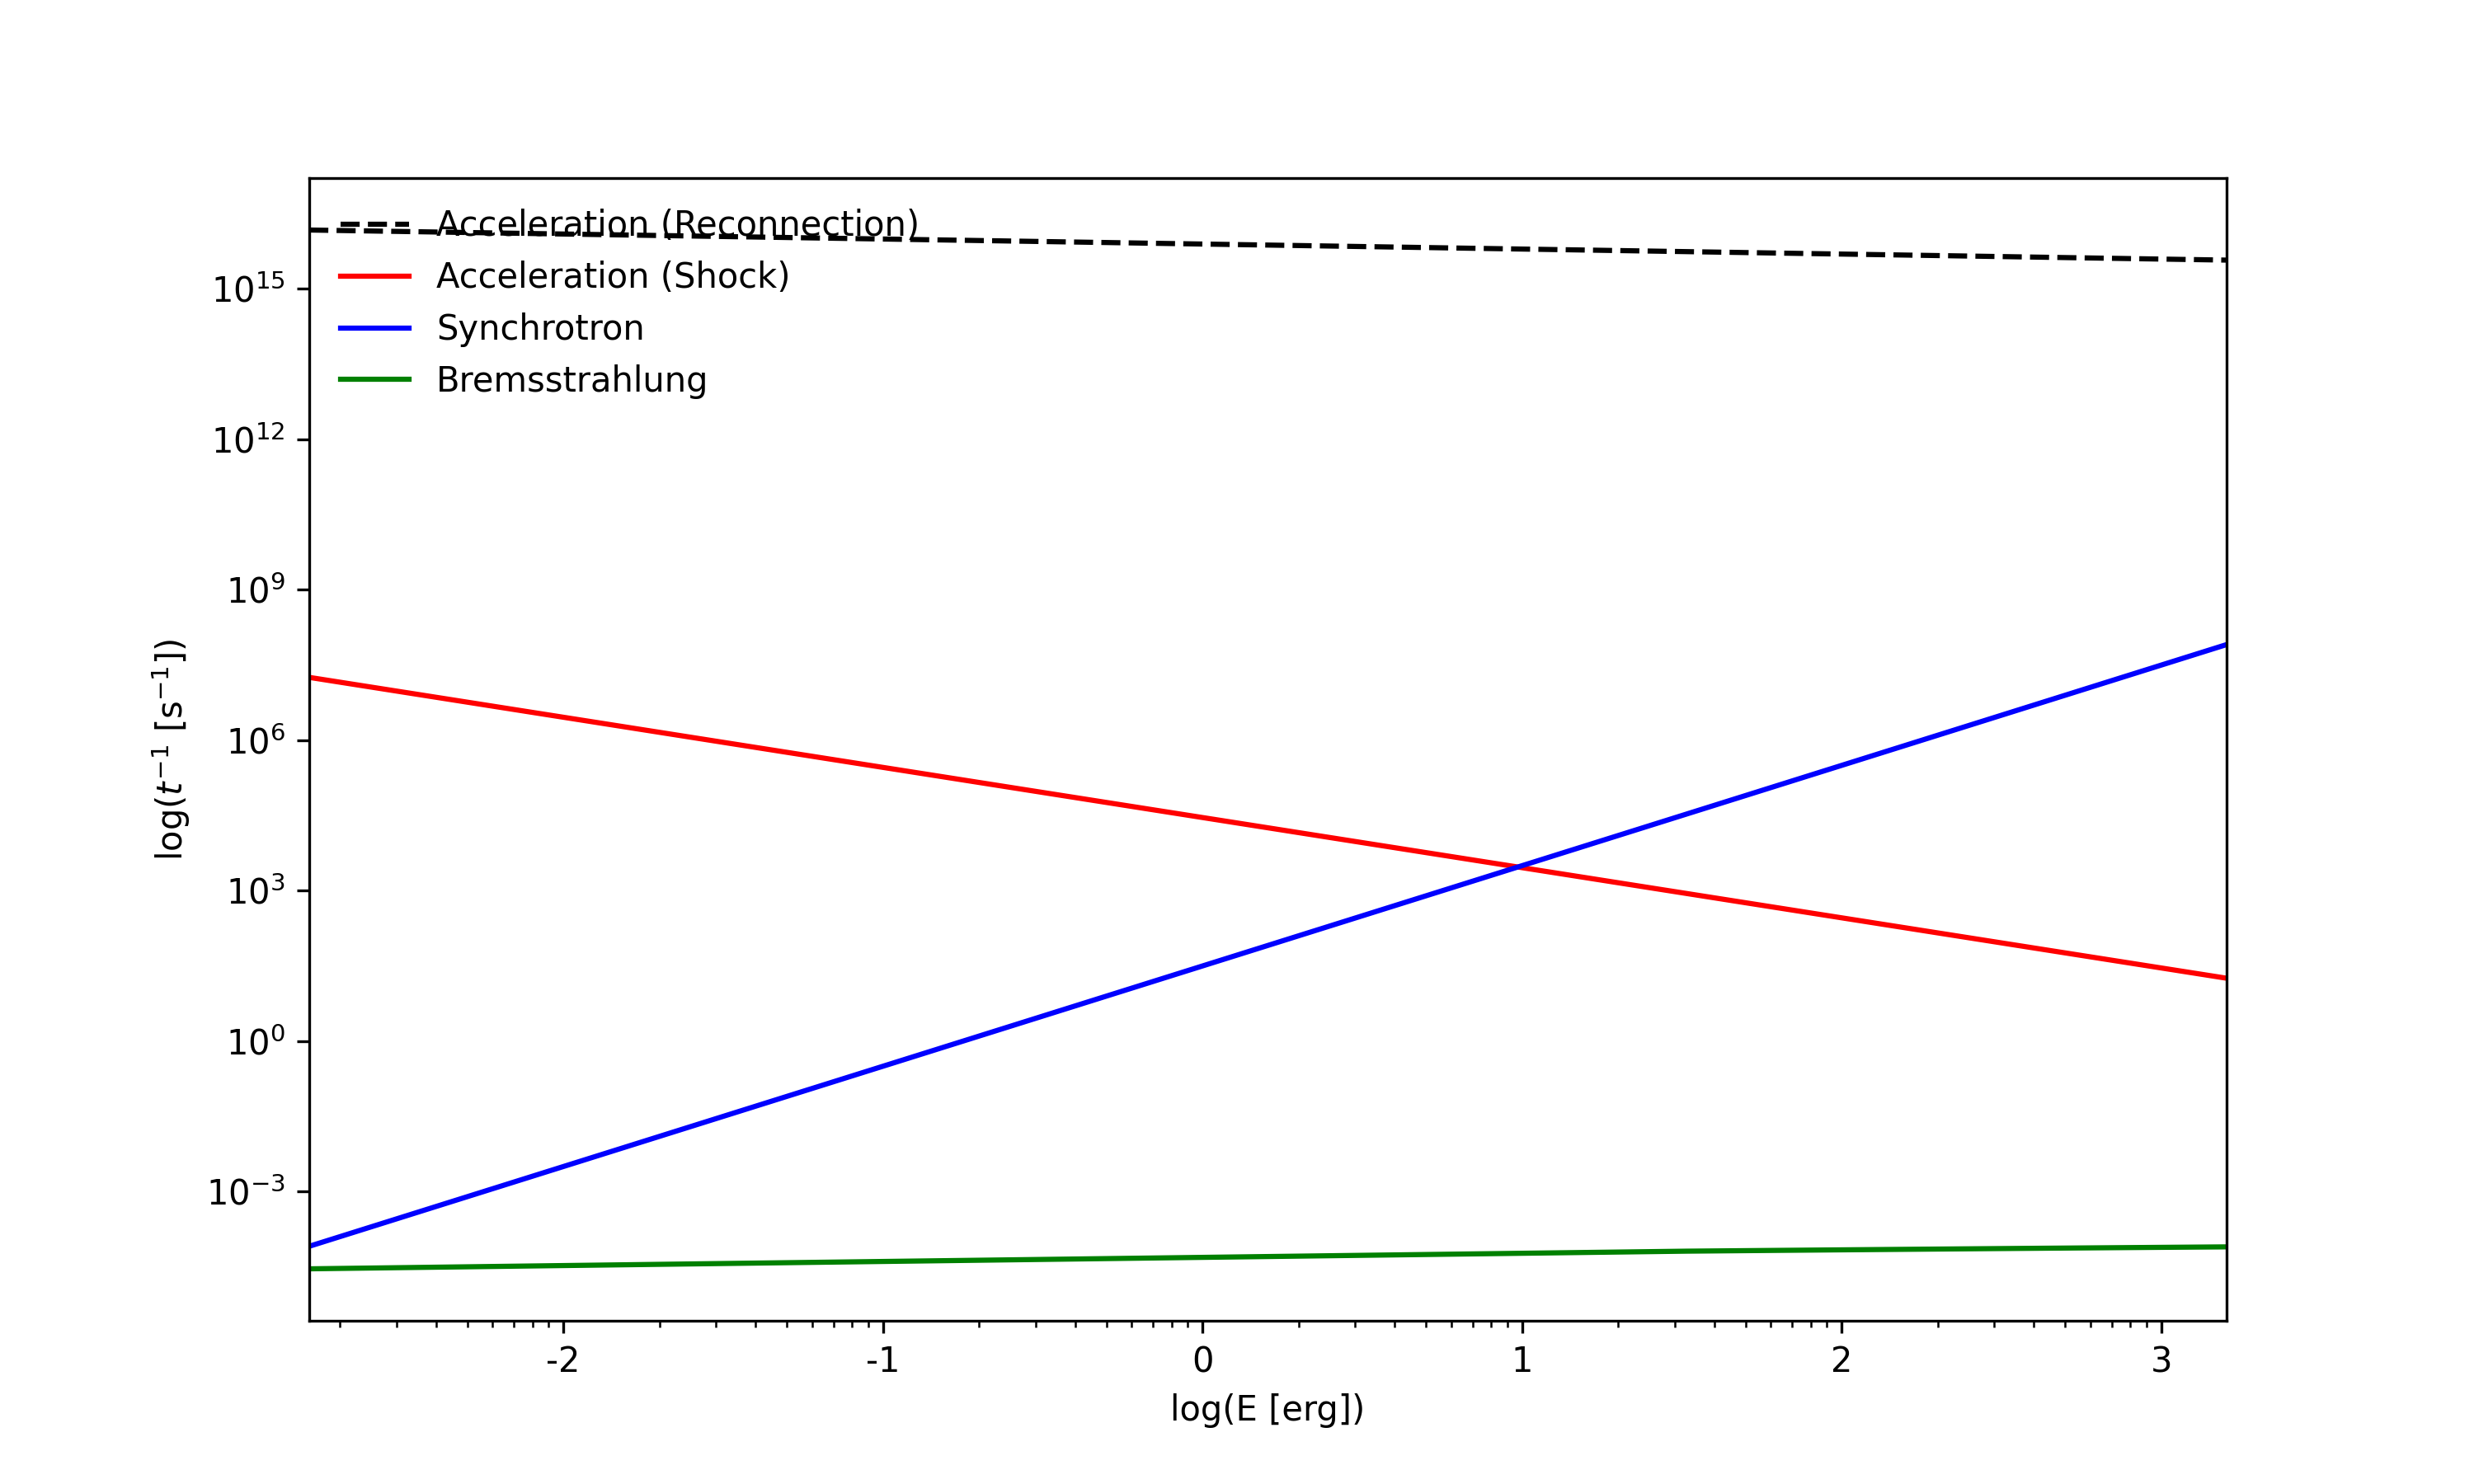 Acceleration (Reconnection)
Acceleration (Shock)
Synchrotron
Bremsstrahlung
10¹⁵
10¹²
10⁹
10⁶
10³
10⁰
10⁻³
log(t⁻¹ [s⁻¹])
-2 -1 0 1 2 3
log(E [erg])